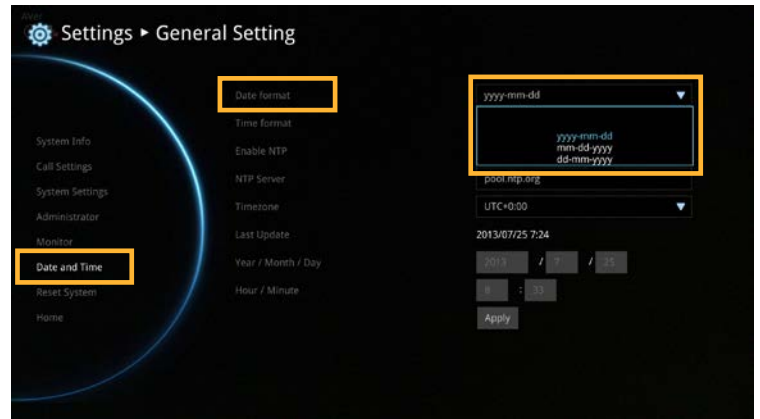 AVer
Settings ▸ General Setting
Date format
yyyy-mm-dd
yyyy-mm-dd
mm-dd-yyyy
dd-mm-yyyy
Time format
Enable NTP
NTP Server
pool.ntp.org
Timezone
UTC+0:00
Last Update
2013/07/25 7:24
Year / Month / Day
2013 / 7 / 25
Hour / Minute
8 : 33
Apply
System Info
Call Settings
System Settings
Administrator
Monitor
Date and Time
Reset System
Home